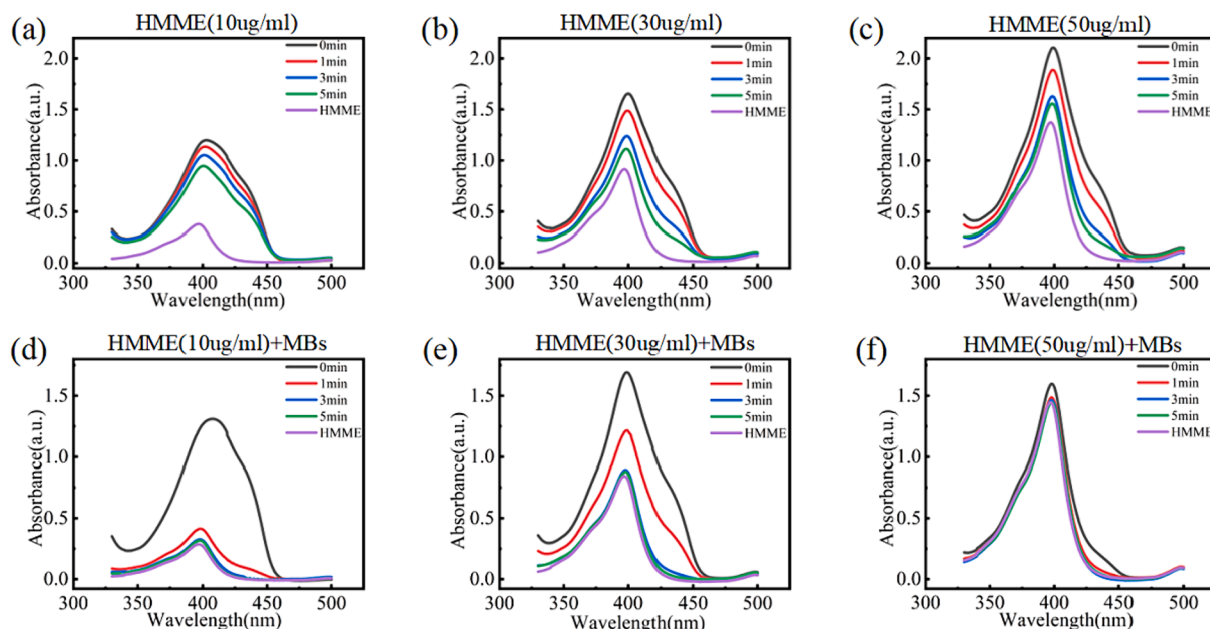 (a) HMME(10ug/ml)
Absorbance(a.u.)
2.0
1.5
1.0
0.5
0.0
0min
1min
3min
5min
HMME
300 350 400 450 500
Wavelength(nm)
(b) HMME(30ug/ml)
Absorbance(a.u.)
2.0
1.5
1.0
0.5
0.0
0min
1min
3min
5min
HMME
300 350 400 450 500
Wavelength(nm)
(c) HMME(50ug/ml)
Absorbance(a.u.)
2.0
1.5
1.0
0.5
0.0
0min
1min
3min
5min
HMME
300 350 400 450 500
Wavelength(nm)
(d) HMME(10ug/ml)+MBs
Absorbance(a.u.)
1.5
1.0
0.5
0.0
0min
1min
3min
5min
HMME
300 350 400 450 500
Wavelength(nm)
(e) HMME(30ug/ml)+MBs
Absorbance(a.u.)
1.5
1.0
0.5
0.0
0min
1min
3min
5min
HMME
300 350 400 450 500
Wavelength(nm)
(f) HMME(50ug/ml)+MBs
Absorbance(a.u.)
1.5
1.0
0.5
0.0
0min
1min
3min
5min
HMME
300 350 400 450 500
Wavelength(nm)